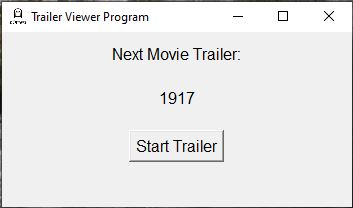 Trailer Viewer Program
Next Movie Trailer:
1917
Start Trailer